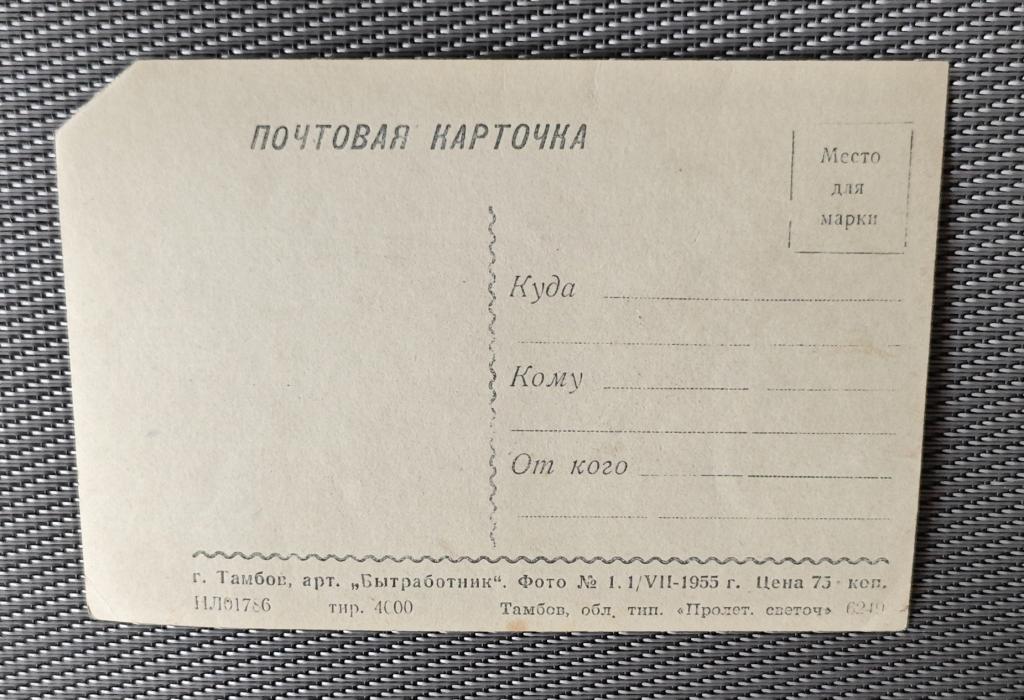 ПОЧТОВАЯ КАРТОЧКА
Место
для
марки
Куда
Кому
От кого
г. Тамбов, арт. „Бытработник“. Фото № 1. 1/VII-1955 г. Цена 75 коп.
НЛ01786 тир. 4000 Тамбов, обл. тип. «Пролет. светоч» 6249